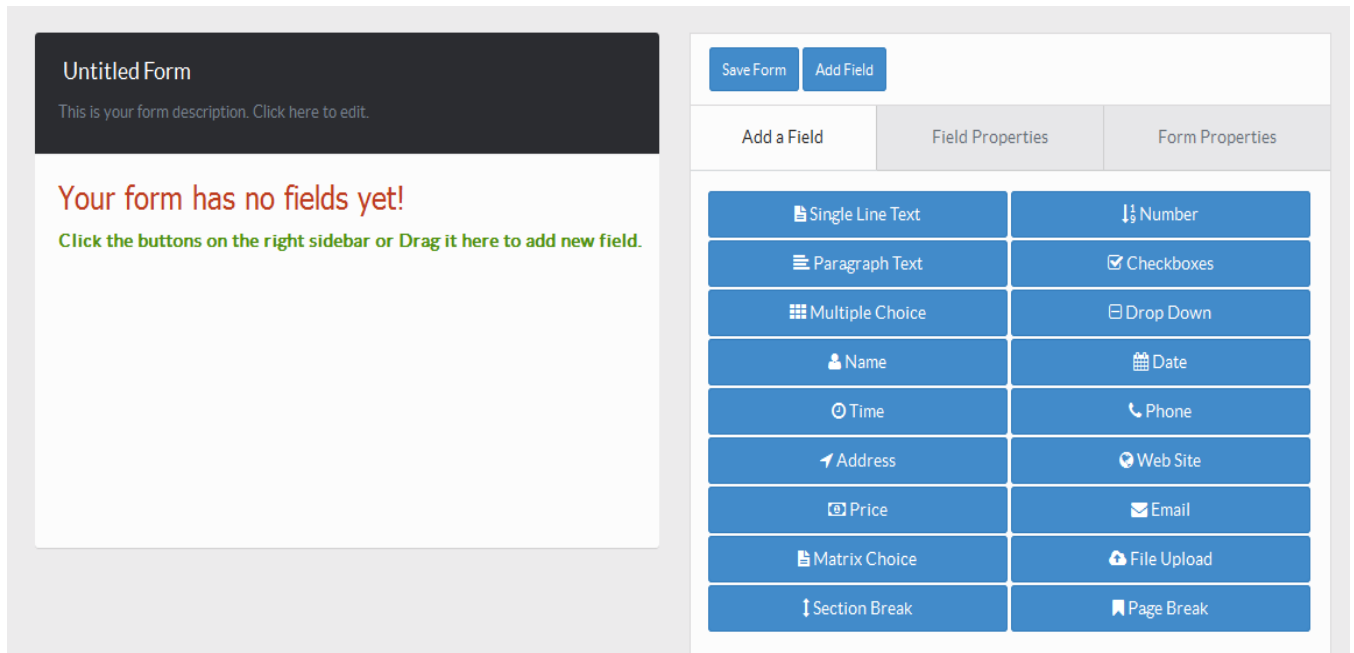 Untitled Form
This is your form description. Click here to edit.
Your form has no fields yet!
Click the buttons on the right sidebar or Drag it here to add new field.
Save Form Add Field
Add a Field Field Properties Form Properties
Single Line Text Number
Paragraph Text Checkboxes
Multiple Choice Drop Down
Name Date
Time Phone
Address Web Site
Price Email
Matrix Choice File Upload
Section Break Page Break